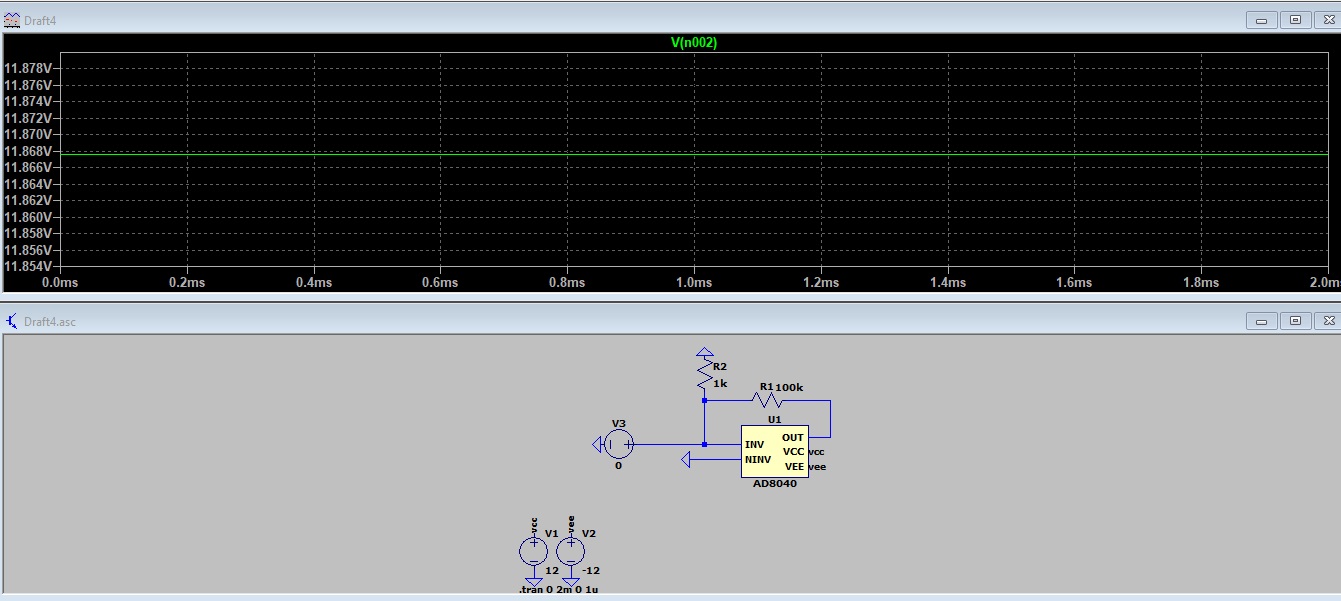 Draft4
V(n002)
11.878V
11.876V
11.874V
11.872V
11.870V
11.868V
11.866V
11.864V
11.862V
11.860V
11.858V
11.856V
11.854V
0.0ms 0.2ms 0.4ms 0.6ms 0.8ms 1.0ms 1.2ms 1.4ms 1.6ms 1.8ms 2.0m
Draft4.asc
R2
1k
R1 100k
V3
U1
OUT
INV
VCC vcc
NINV
0
VEE vee
AD8040
vcc vee
V1 V2
12 -12
.tran 0 2m 0 1u